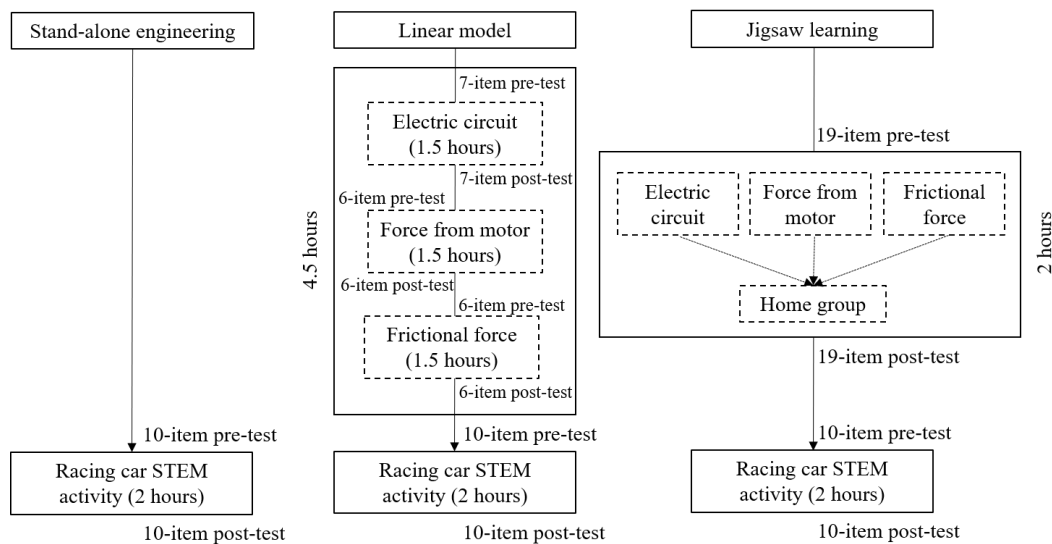 Stand-alone engineering
10-item pre-test
Racing car STEM
activity (2 hours)
10-item post-test
Linear model
7-item pre-test
Electric circuit
(1.5 hours)
7-item post-test
6-item pre-test
Force from motor
(1.5 hours)
6-item post-test
6-item pre-test
Frictional force
(1.5 hours)
6-item post-test
4.5 hours
10-item pre-test
Racing car STEM
activity (2 hours)
10-item post-test
Jigsaw learning
19-item pre-test
Electric
circuit
Force from
motor
Frictional
force
Home group
2 hours
19-item post-test
10-item pre-test
Racing car STEM
activity (2 hours)
10-item post-test